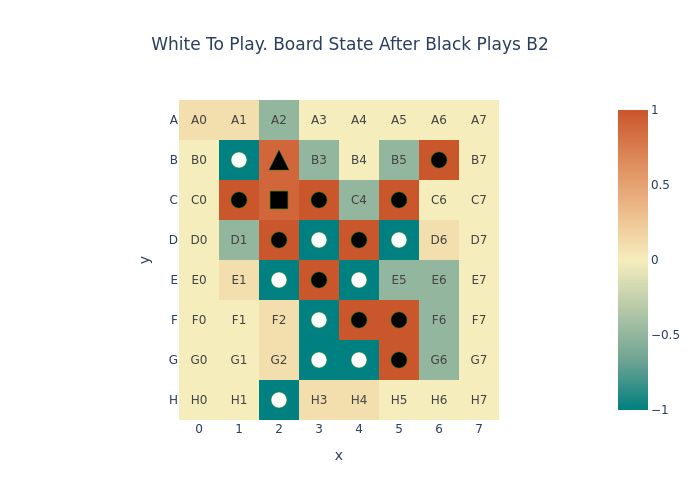 White To Play. Board State After Black Plays B2
A A0 A1 A2 A3 A4 A5 A6 A7
B B0 B3 B4 B5 B7
C C0 C4 C6 C7
D D0 D1 D6 D7
E E0 E1 E5 E6 E7
F F0 F1 F2 F6 F7
G G0 G1 G2 G6 G7
H H0 H1 H3 H4 H5 H6 H7
0 1 2 3 4 5 6 7
x
y
1
0.5
0
−0.5
−1